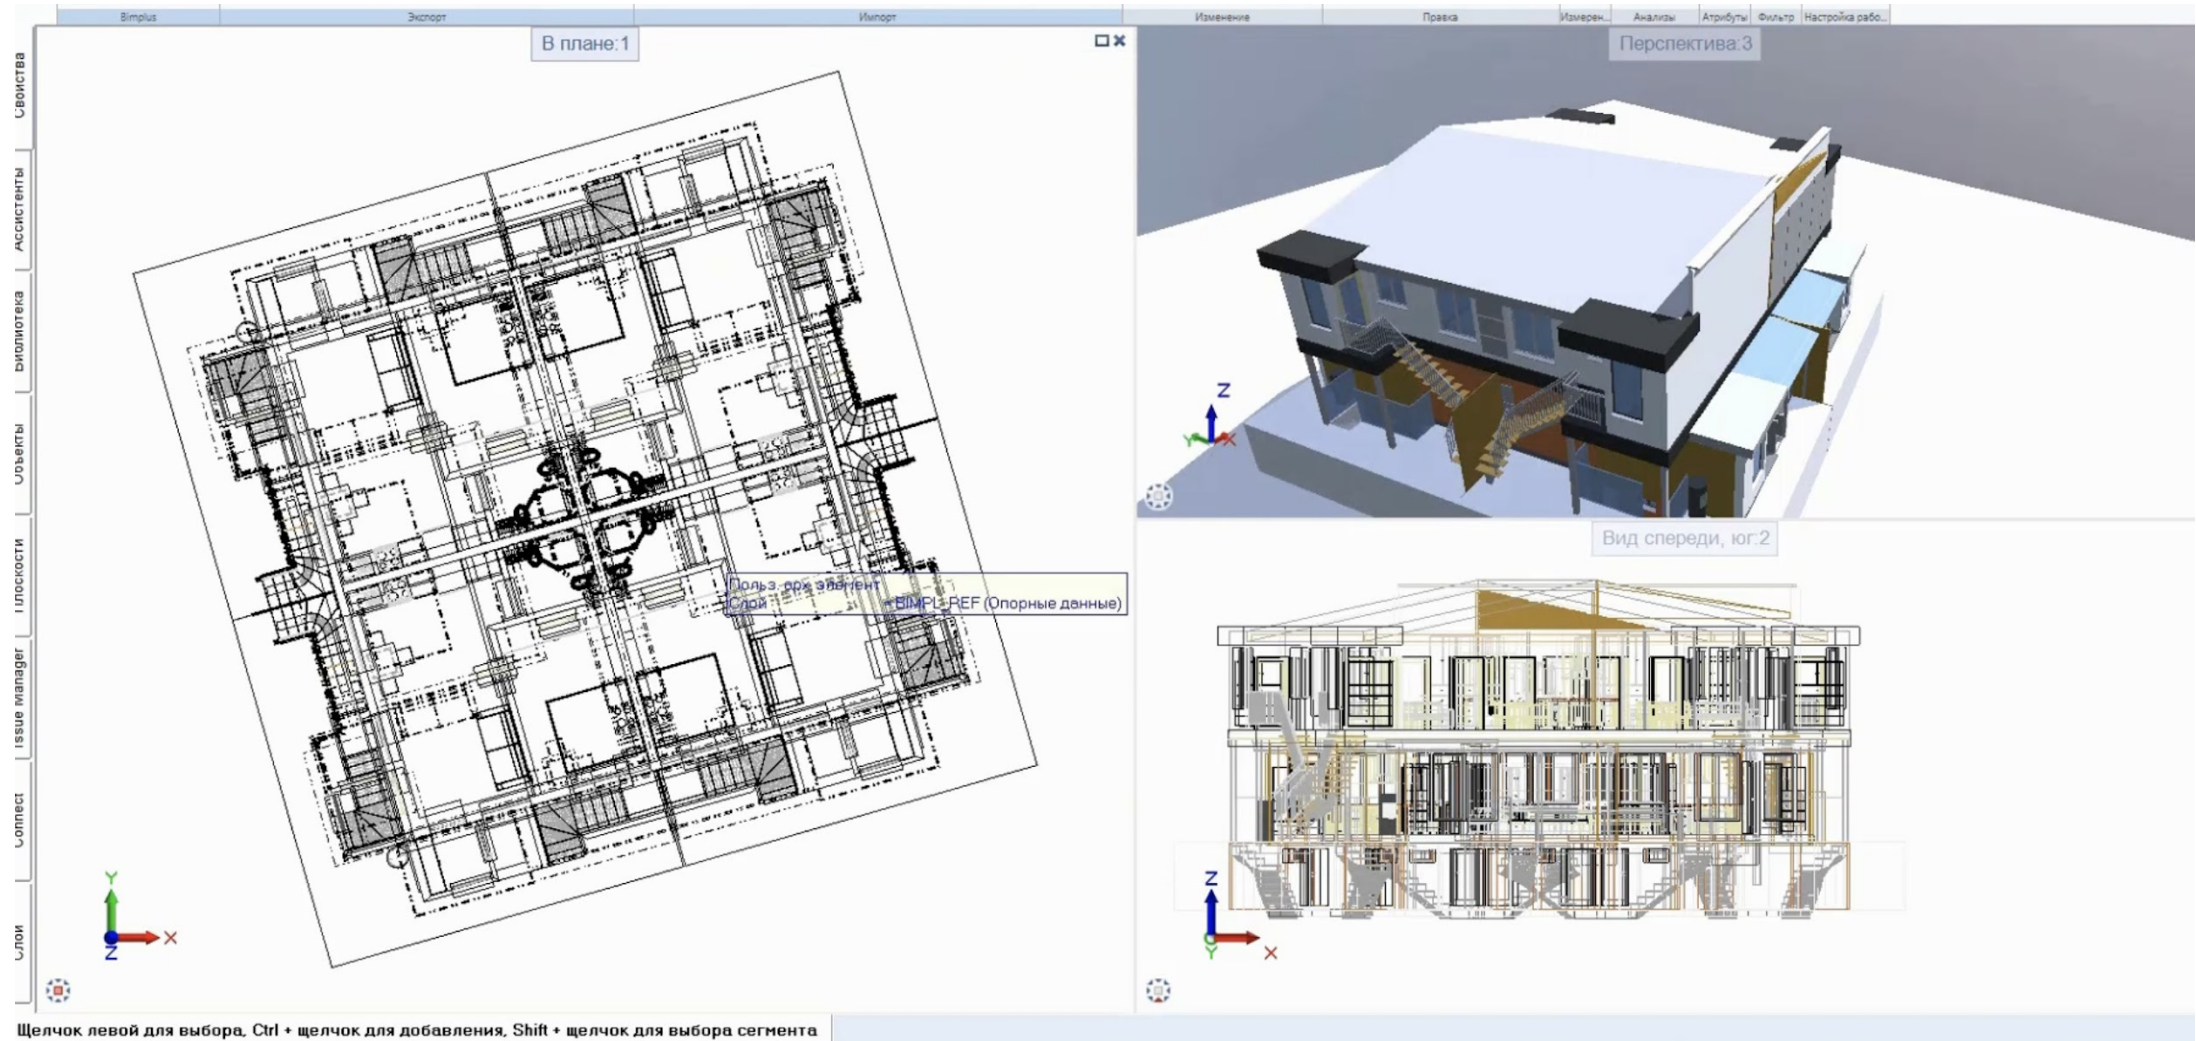 Bimplus
Экспорт
Импорт
Изменение
Правка
Измерен...
Анализы
Атрибуты
Фильтр
Настройка рабо...
В плане:1
Перспектива:3
Свойства
Ассистенты
Библиотека
Объекты
Плоскости
Issue Manager
Connect
Слои
Польз. арх. элемент
Слой = BIMPL_REF (Опорные данные)
Z
Y X
Вид спереди, юг:2
Y
X
Z
Z
Y
X
Щелчок левой для выбора, Ctrl + щелчок для добавления, Shift + щелчок для выбора сегмента